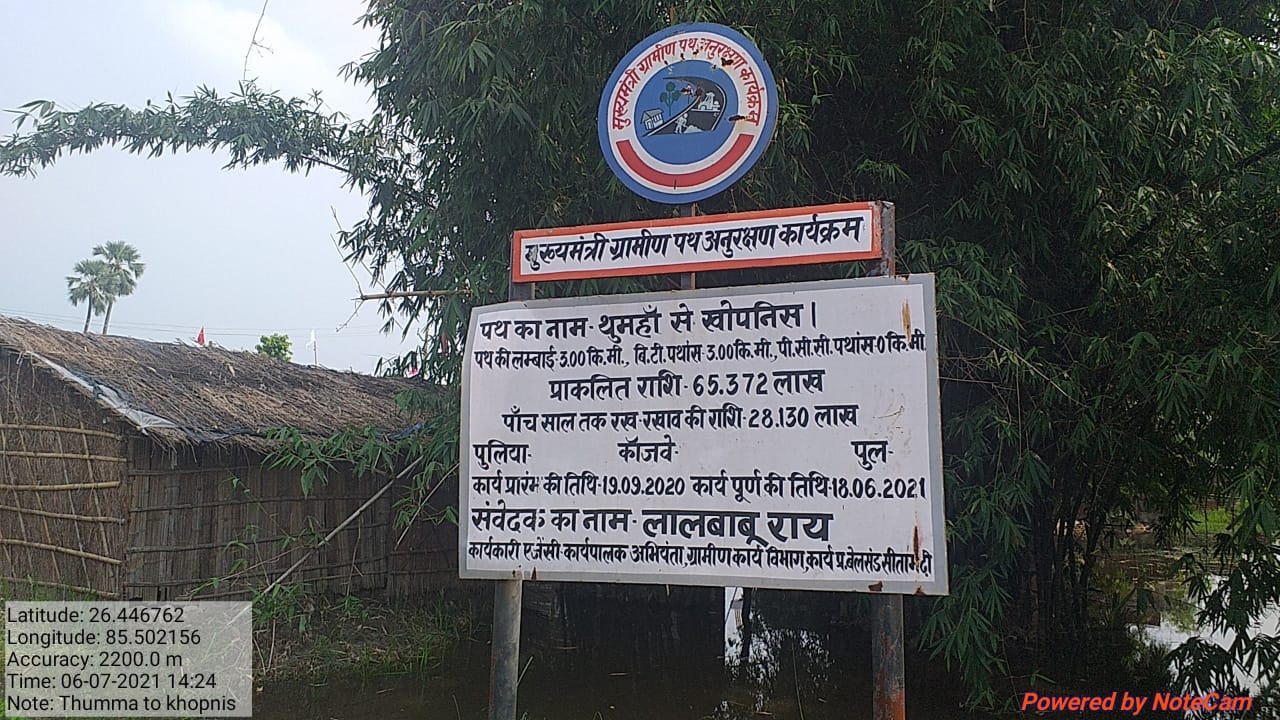 मुख्यमंत्री ग्रामीण पथ अनुरक्षण कार्यक्रम
मुख्यमंत्री ग्रामीण पथ अनुरक्षण कार्यक्रम
पथ का नाम- थुमहाँ से खोपनिस।
पथ की लम्बाई-3.00 कि.मी., बि.टी.पथांस-3.00कि.मी.,पी.सी.सी.पथांस 0 कि.मी
प्राकलित राशि-65.372 लाख
पाँच साल तक रख-रखाव की राशि-28.130 लाख
पुलिया- कॉजवे- पुल-
कार्य प्रारंभ की तिथि-19.09.2020 कार्य पूर्ण की तिथि-18.06.2021
संवेदक का नाम- लालबाबू राय
कार्यकारी एजेंसी-कार्यपालक अभियंता,ग्रामीण कार्य विभाग,कार्य प्र.बेलसंड सीतामढ़ी
Latitude: 26.446762
Longitude: 85.502156
Accuracy: 2200.0 m
Time: 06-07-2021 14:24
Note: Thumma to khopnis
Powered by NoteCam